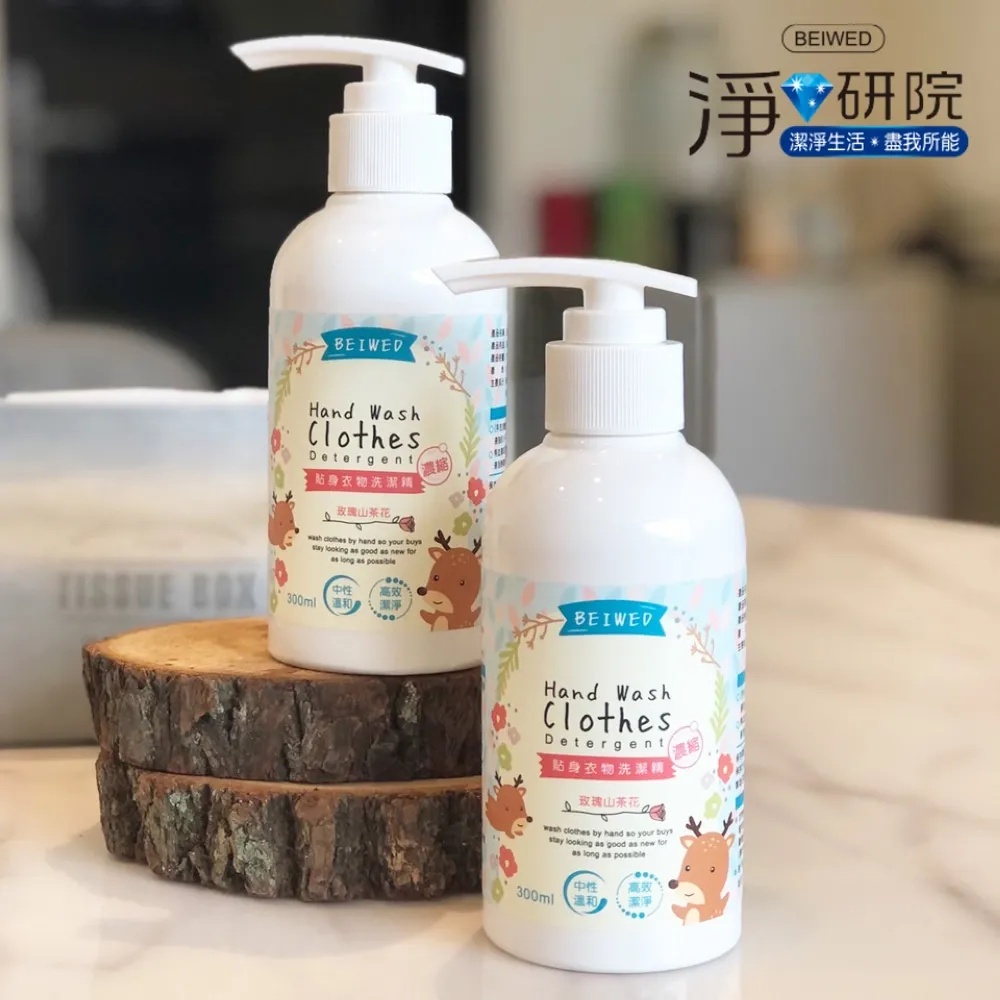 BEIWED
淨研院
潔淨生活*盡我所能
BEIWED
Hand Wash
Clothes
Detergent
濃縮
貼身衣物洗潔精
玫瑰山茶花
wash clothes by hand so your buys
stay looking as good as new for
as long as possible
300ml
中性
溫和
高效
潔淨
TISSUE BOX
BEIWED
Hand Wash
Clothes
Detergent
濃縮
貼身衣物洗潔精
玫瑰山茶花
wash clothes by hand so your buys
stay looking as good as new for
as long as possible
300ml
中性
溫和
高效
潔淨